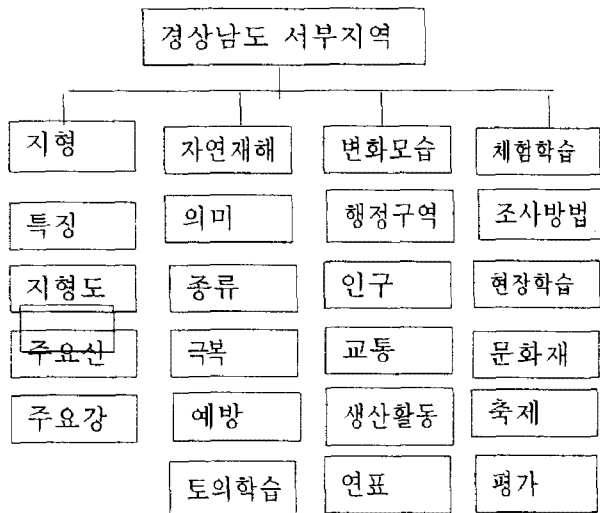 경상남도 서부지역
지형 자연재해 변화모습 체험학습
특징 의미 행정구역 조사방법
지형도 종류 인구 현장학습
주요산 극복 교통 문화재
주요강 예방 생산활동 축제
토의학습 연표 평가